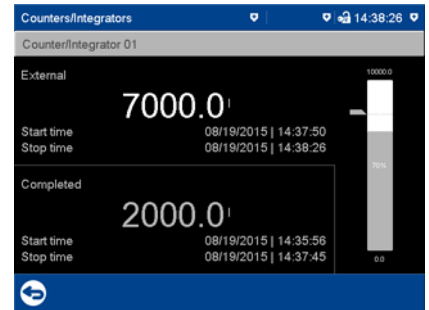 Counters/Integrators 14:38:26
Counter/Integrator 01
External
10000.0
7000.0 l
Start time 08/19/2015 | 14:37:50
Stop time 08/19/2015 | 14:38:26
70%
Completed
2000.0 l
Start time 08/19/2015 | 14:35:56
Stop time 08/19/2015 | 14:37:45
0.0